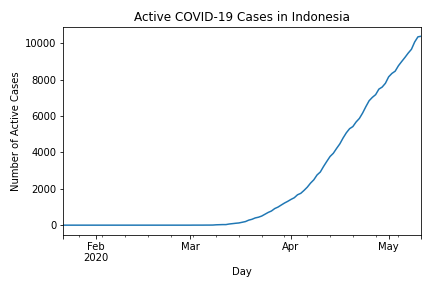 Active COVID-19 Cases in Indonesia
Number of Active Cases
10000
8000
6000
4000
2000
0
Feb
2020
Mar
Apr
May
Day